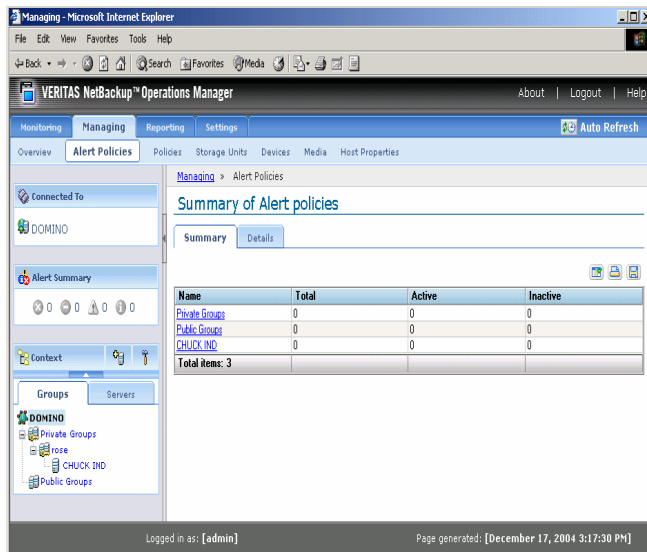 Managing - Microsoft Internet Explorer
File Edit View Favorites Tools Help
Back Search Favorites Media
VERITAS NetBackup™ Operations Manager About | Logout | Help
Monitoring Managing Reporting Settings Auto Refresh
Overview Alert Policies Policies Storage Units Devices Media Host Properties
Managing » Alert Policies
Connected To
DOMINO
Alert Summary
0 0 0 0
Context
Groups Servers
DOMINO
Private Groups
rose
CHUCK IND
Public Groups
Summary of Alert policies
Summary Details
Name Total Active Inactive
Private Groups 0 0 0
Public Groups 0 0 0
CHUCK IND 0 0 0
Total items: 3
Logged in as: [admin] Page generated: [December 17, 2004 3:17:30 PM]